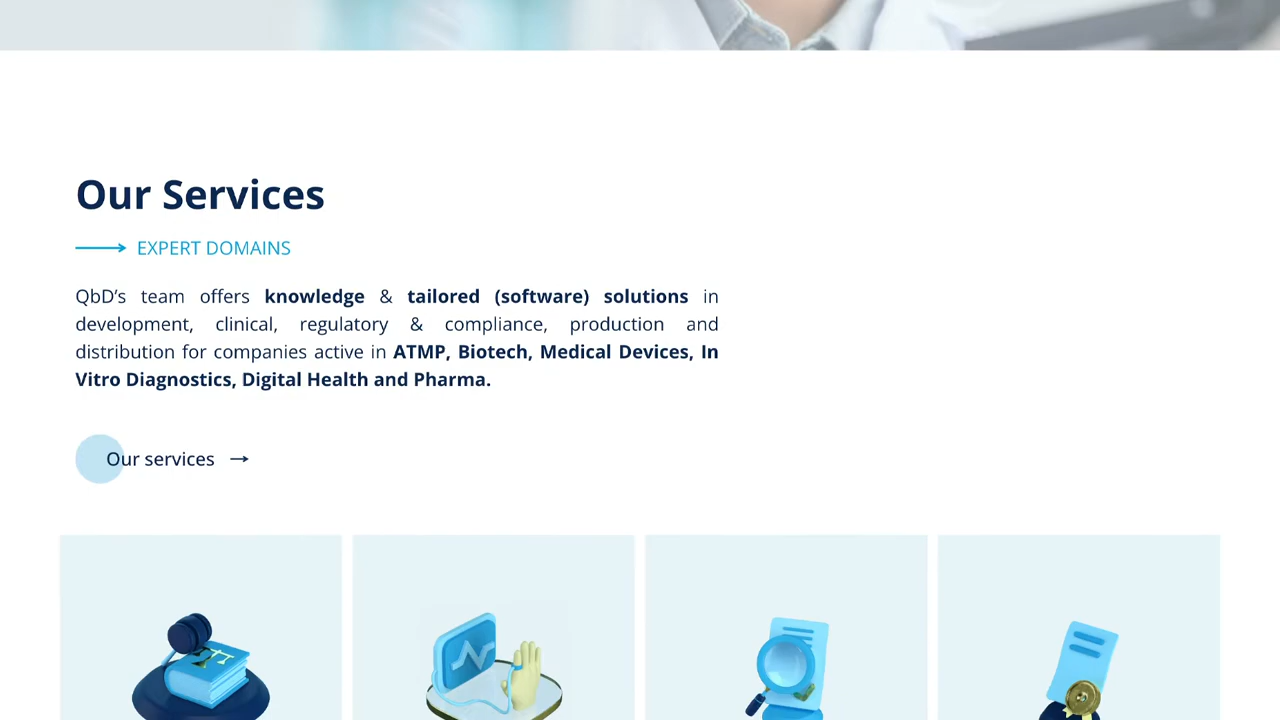 Our Services
EXPERT DOMAINS
QbD’s team offers knowledge & tailored (software) solutions in
development, clinical, regulatory & compliance, production and
distribution for companies active in ATMP, Biotech, Medical Devices, In
Vitro Diagnostics, Digital Health and Pharma.
Our services